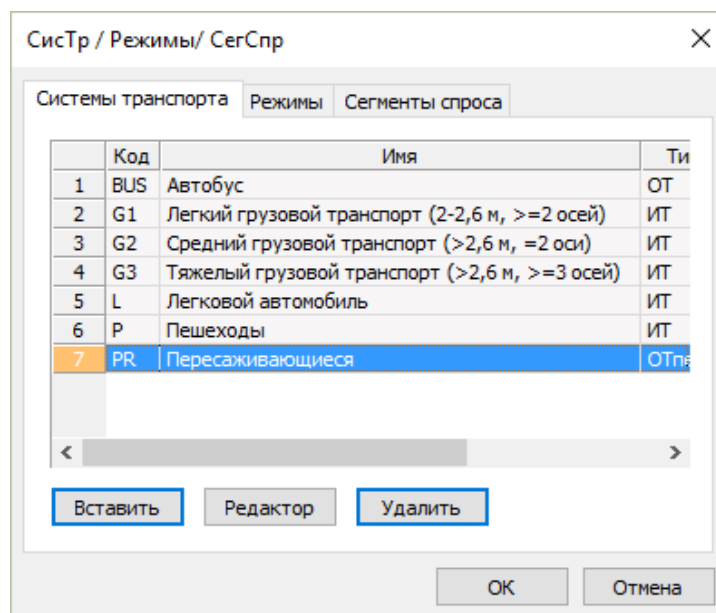 СисТр / Режимы/ СегСпр
Системы транспорта Режимы Сегменты спроса
Код Имя Ти
1 BUS Автобус ОТ
2 G1 Легкий грузовой транспорт (2-2,6 м, >=2 осей) ИТ
3 G2 Средний грузовой транспорт (>2,6 м, =2 оси) ИТ
4 G3 Тяжелый грузовой транспорт (>2,6 м, >=3 осей) ИТ
5 L Легковой автомобиль ИТ
6 P Пешеходы ИТ
7 PR Пересаживающиеся ОТпе
Вставить Редактор Удалить
ОК Отмена